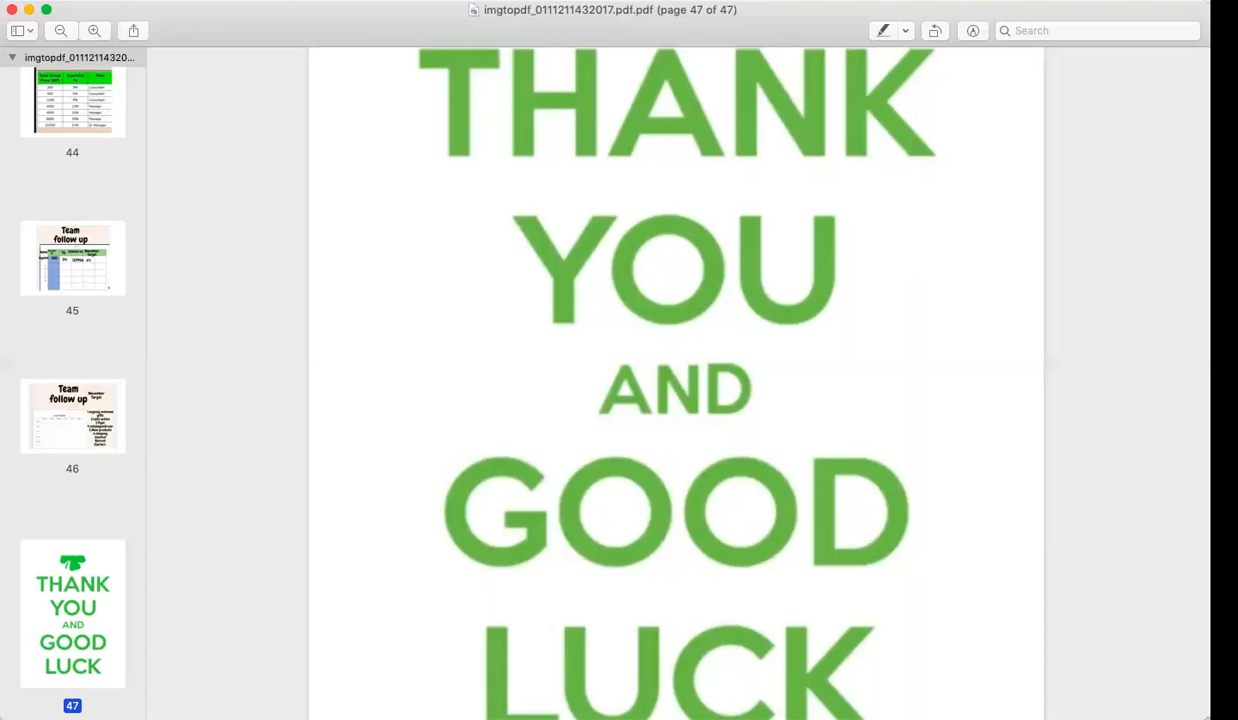 imgtopdf_0111211432017.pdf.pdf (page 47 of 47)
Search
imgtopdf_01112114320...
44
Team
follow up
45
Team
follow up
46
THANK
YOU
AND
GOOD
LUCK
47
THANK
YOU
AND
GOOD
LUCK